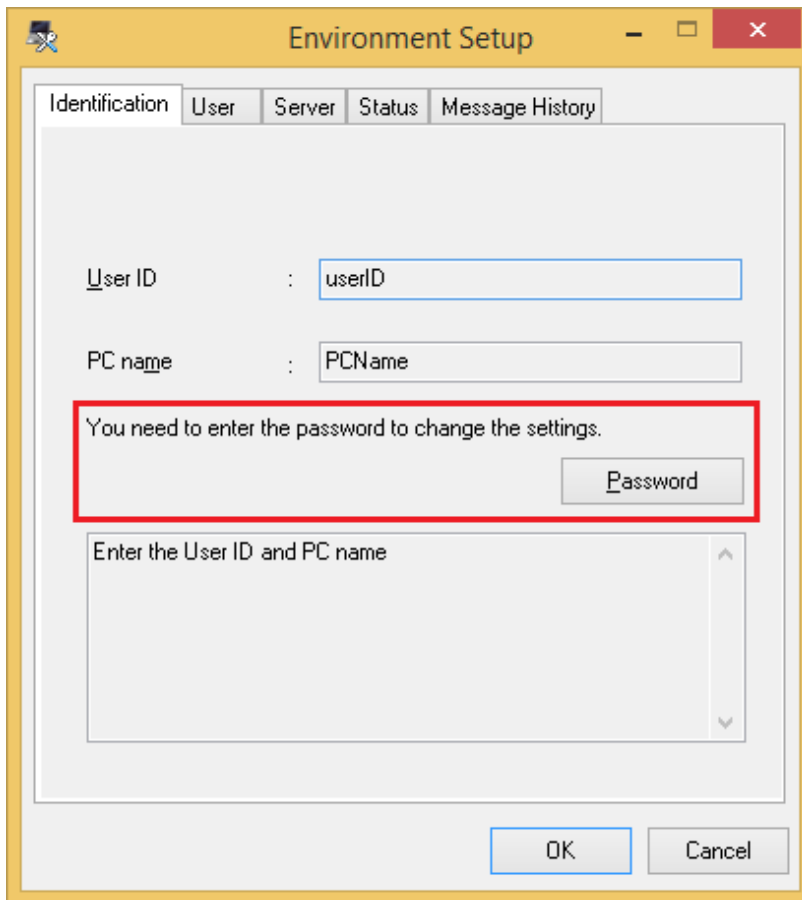 Environment Setup
Identification User Server Status Message History
User ID : userID
PC name : PCName
You need to enter the password to change the settings.
Password
Enter the User ID and PC name
OK Cancel